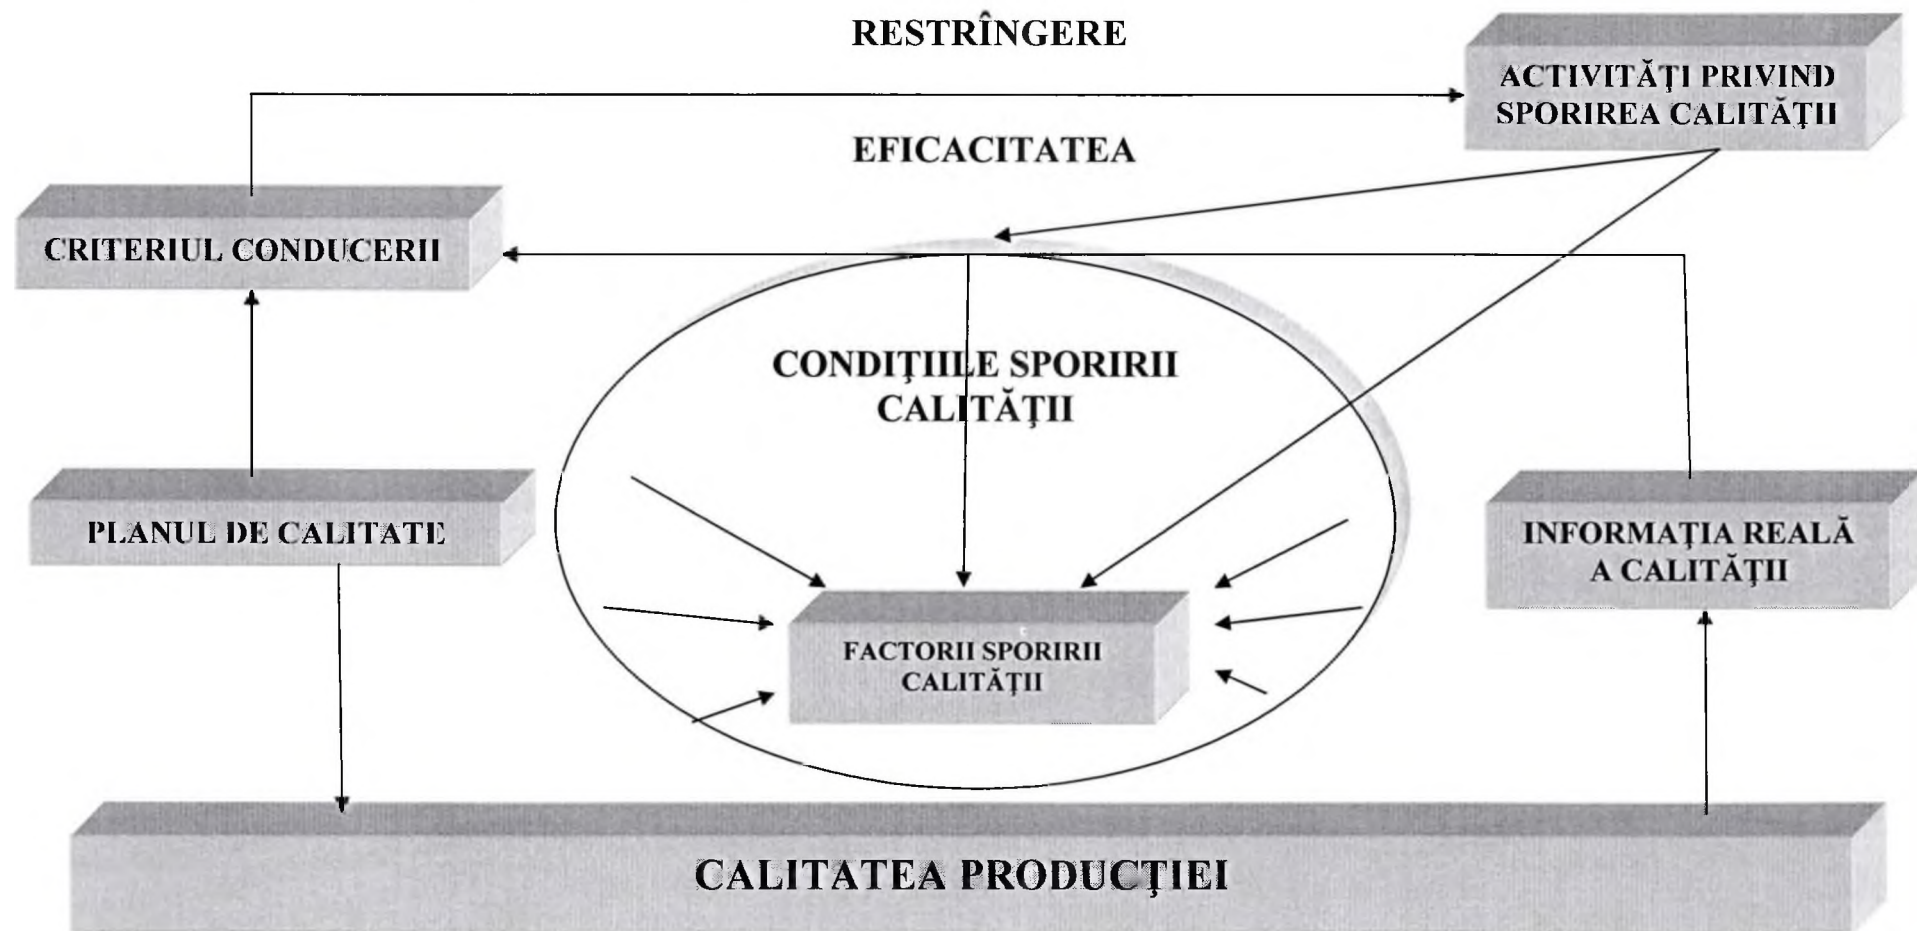 RESTRÎNGERE
ACTIVITĂŢI PRIVIND
SPORIREA CALITĂŢII
EFICACITATEA
CRITERIUL CONDUCERII
CONDIŢIILE SPORIRII
CALITĂŢII
PLANUL DE CALITATE
INFORMAŢIA REALĂ
A CALITĂŢII
FACTORII SPORIRII
CALITĂŢII
CALITATEA PRODUCŢIEI